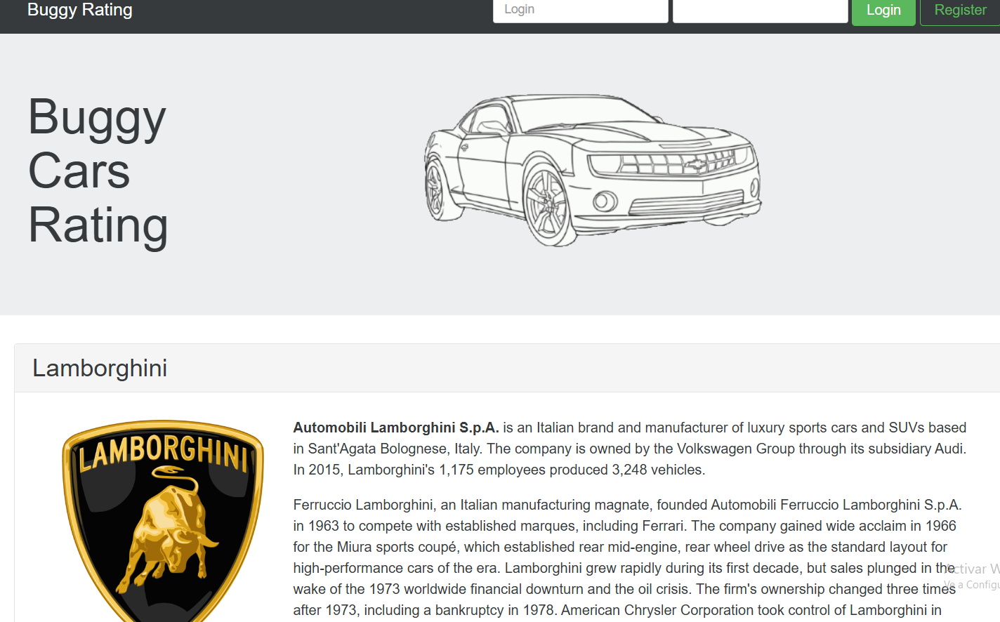 Buggy Rating
Login
Login
Register
Buggy
Cars
Rating
Lamborghini
LAMBORGHINI
Automobili Lamborghini S.p.A. is an Italian brand and manufacturer of luxury sports cars and SUVs based
in Sant'Agata Bolognese, Italy. The company is owned by the Volkswagen Group through its subsidiary Audi.
In 2015, Lamborghini's 1,175 employees produced 3,248 vehicles.
Ferruccio Lamborghini, an Italian manufacturing magnate, founded Automobili Ferruccio Lamborghini S.p.A.
in 1963 to compete with established marques, including Ferrari. The company gained wide acclaim in 1966
for the Miura sports coupé, which established rear mid-engine, rear wheel drive as the standard layout for
high-performance cars of the era. Lamborghini grew rapidly during its first decade, but sales plunged in the
wake of the 1973 worldwide financial downturn and the oil crisis. The firm's ownership changed three times
after 1973, including a bankruptcy in 1978. American Chrysler Corporation took control of Lamborghini in
Activar W
Ve a Configu